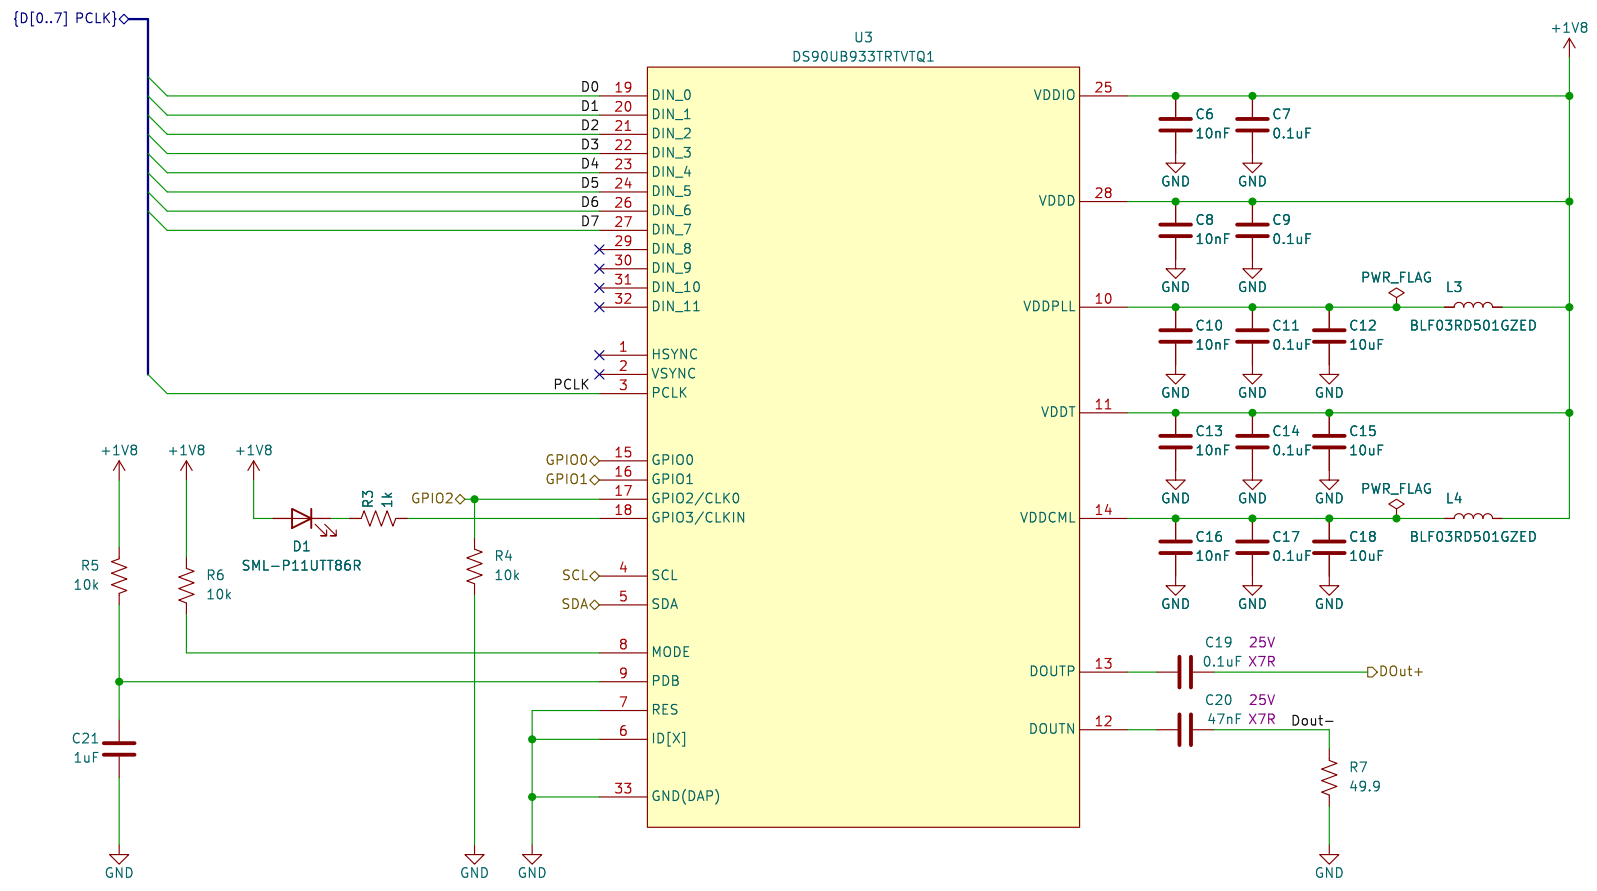 {D[0..7] PCLK}
U3
DS90UB933TRTVTQ1
+1V8
D0 19 DIN_0
D1 20 DIN_1
D2 21 DIN_2
D3 22 DIN_3
D4 23 DIN_4
D5 24 DIN_5
D6 26 DIN_6
D7 27 DIN_7
29 DIN_8
30 DIN_9
31 DIN_10
32 DIN_11
1 HSYNC
2 VSYNC
PCLK 3 PCLK
GPIO0 15 GPIO0
GPIO1 16 GPIO1
GPIO2 17 GPIO2/CLK0
18 GPIO3/CLKIN
SCL 4 SCL
SDA 5 SDA
8 MODE
9 PDB
7 RES
6 ID[X]
33 GND(DAP)
+1V8
+1V8
+1V8
R3
1k
D1
SML-P11UTT86R
R5
10k
R6
10k
R4
10k
C21
1uF
GND
GND
GND
VDDIO 25
C6
10nF
GND
C7
0.1uF
GND
VDDD 28
C8
10nF
GND
C9
0.1uF
GND
VDDPLL 10
PWR_FLAG
L3
BLF03RD501GZED
C10
10nF
GND
C11
0.1uF
GND
C12
10uF
GND
VDDT 11
C13
10nF
GND
C14
0.1uF
GND
C15
10uF
GND
VDDCML 14
PWR_FLAG
L4
BLF03RD501GZED
C16
10nF
GND
C17
0.1uF
GND
C18
10uF
GND
DOUTP 13
C19 25V
0.1uF X7R
DOut+
DOUTN 12
C20 25V
47nF X7R
Dout-
R7
49.9
GND